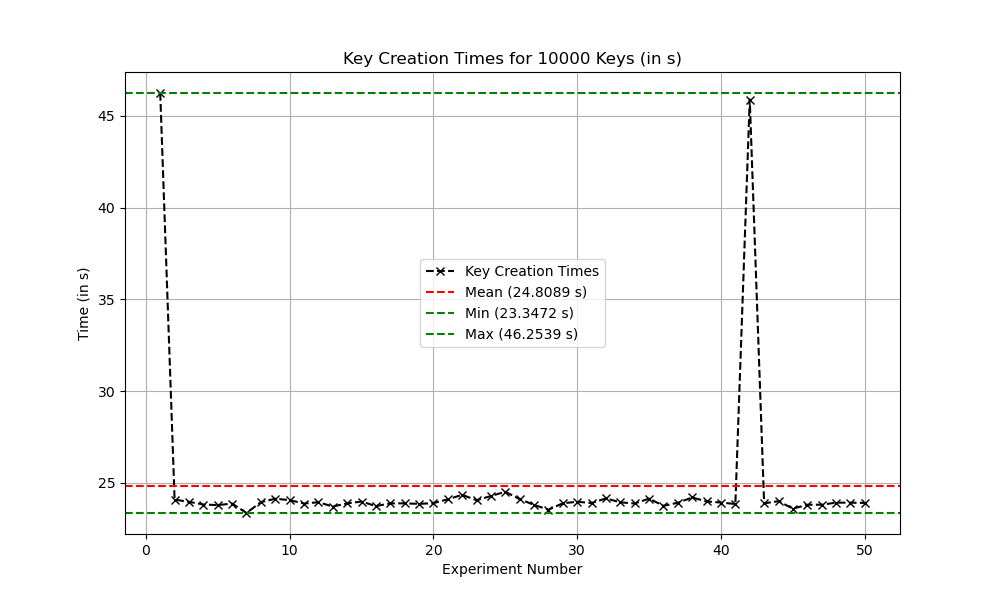 Key Creation Times for 10000 Keys (in s)
45
40
35
30
25
Time (in s)
Key Creation Times
Mean (24.8089 s)
Min (23.3472 s)
Max (46.2539 s)
0 10 20 30 40 50
Experiment Number